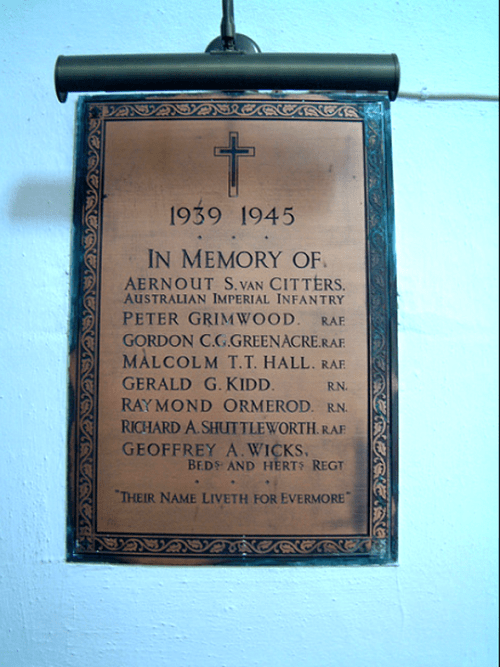 1939 1945
IN MEMORY OF
AERNOUT S. VAN CITTERS.
AUSTRALIAN IMPERIAL INFANTRY
PETER GRIMWOOD. RAF.
GORDON C.G. GREENACRE. RAF.
MALCOLM T.T. HALL. RAF.
GERALD G. KIDD. R.N.
RAYMOND ORMEROD. R.N.
RICHARD A. SHUTTLEWORTH. RAF.
GEOFFREY A. WICKS.
BEDS AND HERTS REGT
"THEIR NAME LIVETH FOR EVERMORE"